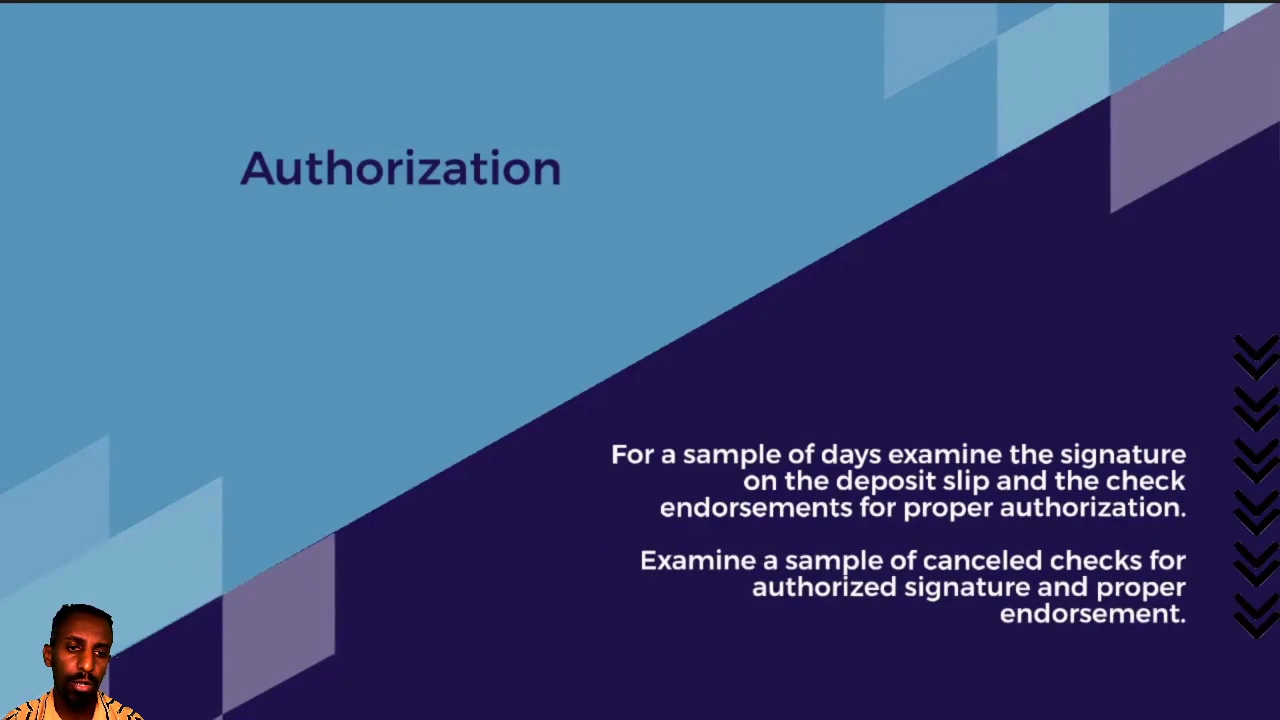 Authorization
For a sample of days examine the signature
on the deposit slip and the check
endorsements for proper authorization.
Examine a sample of canceled checks for
authorized signature and proper
endorsement.